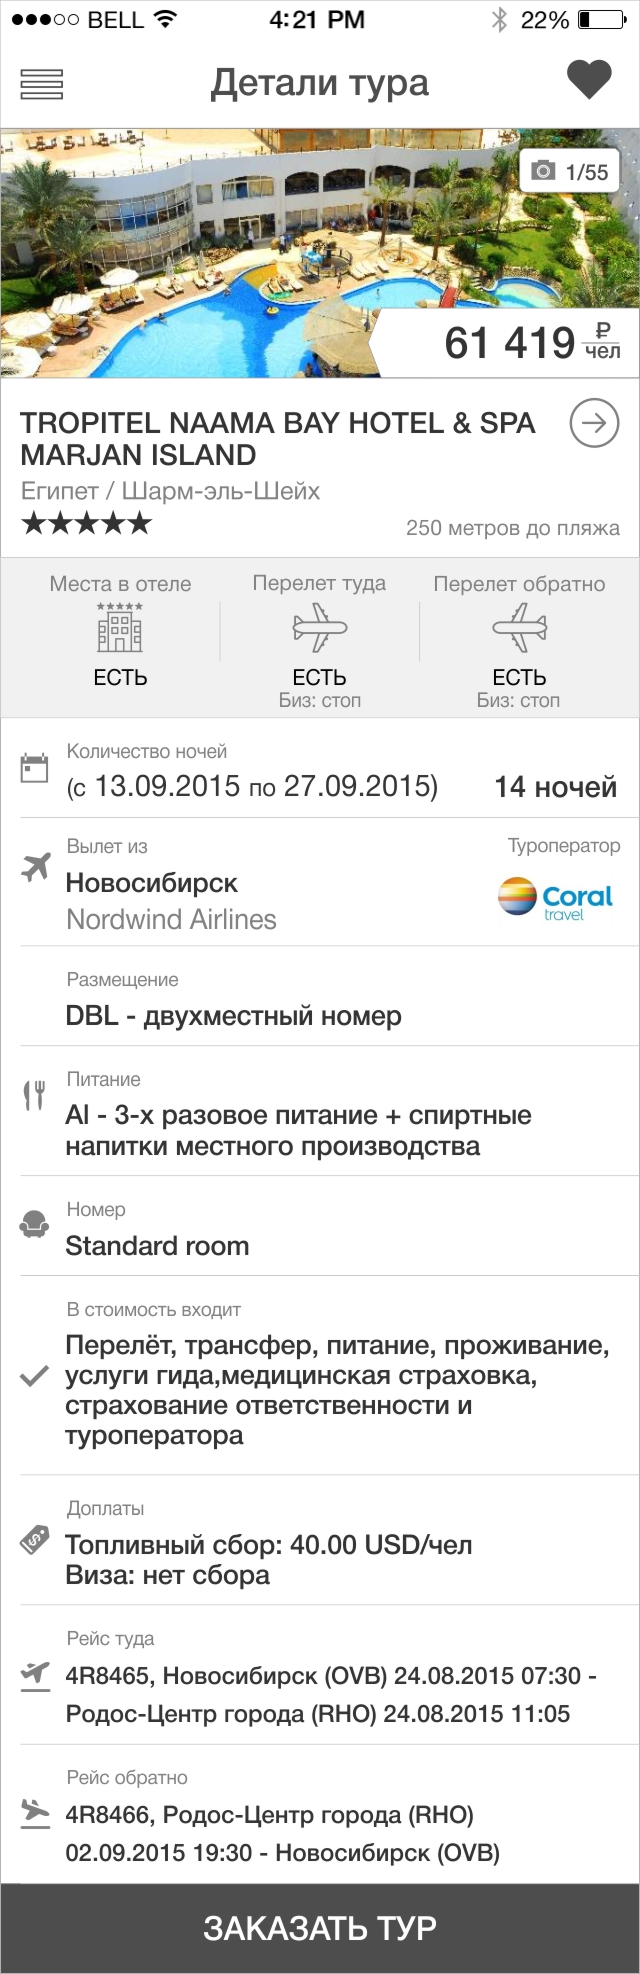 BELL 4:21 PM 22%
Детали тура
1/55
61 419 ₽
чел
TROPITEL NAAMA BAY HOTEL & SPA
MARJAN ISLAND
Египет / Шарм-эль-Шейх
★★★★★ 250 метров до пляжа
Места в отеле Перелет туда Перелет обратно
ЕСТЬ ЕСТЬ ЕСТЬ
Биз: стоп Биз: стоп
Количество ночей
(с 13.09.2015 по 27.09.2015) 14 ночей
Вылет из Туроператор
Новосибирск Coral
Nordwind Airlines travel
Размещение
DBL - двухместный номер
Питание
AI - 3-х разовое питание + спиртные
напитки местного производства
Номер
Standard room
В стоимость входит
Перелёт, трансфер, питание, проживание,
услуги гида,медицинская страховка,
страхование ответственности и
туроператора
Доплаты
Топливный сбор: 40.00 USD/чел
Виза: нет сбора
Рейс туда
4R8465, Новосибирск (OVB) 24.08.2015 07:30 -
Родос-Центр города (RHO) 24.08.2015 11:05
Рейс обратно
4R8466, Родос-Центр города (RHO)
02.09.2015 19:30 - Новосибирск (OVB)
ЗАКАЗАТЬ ТУР